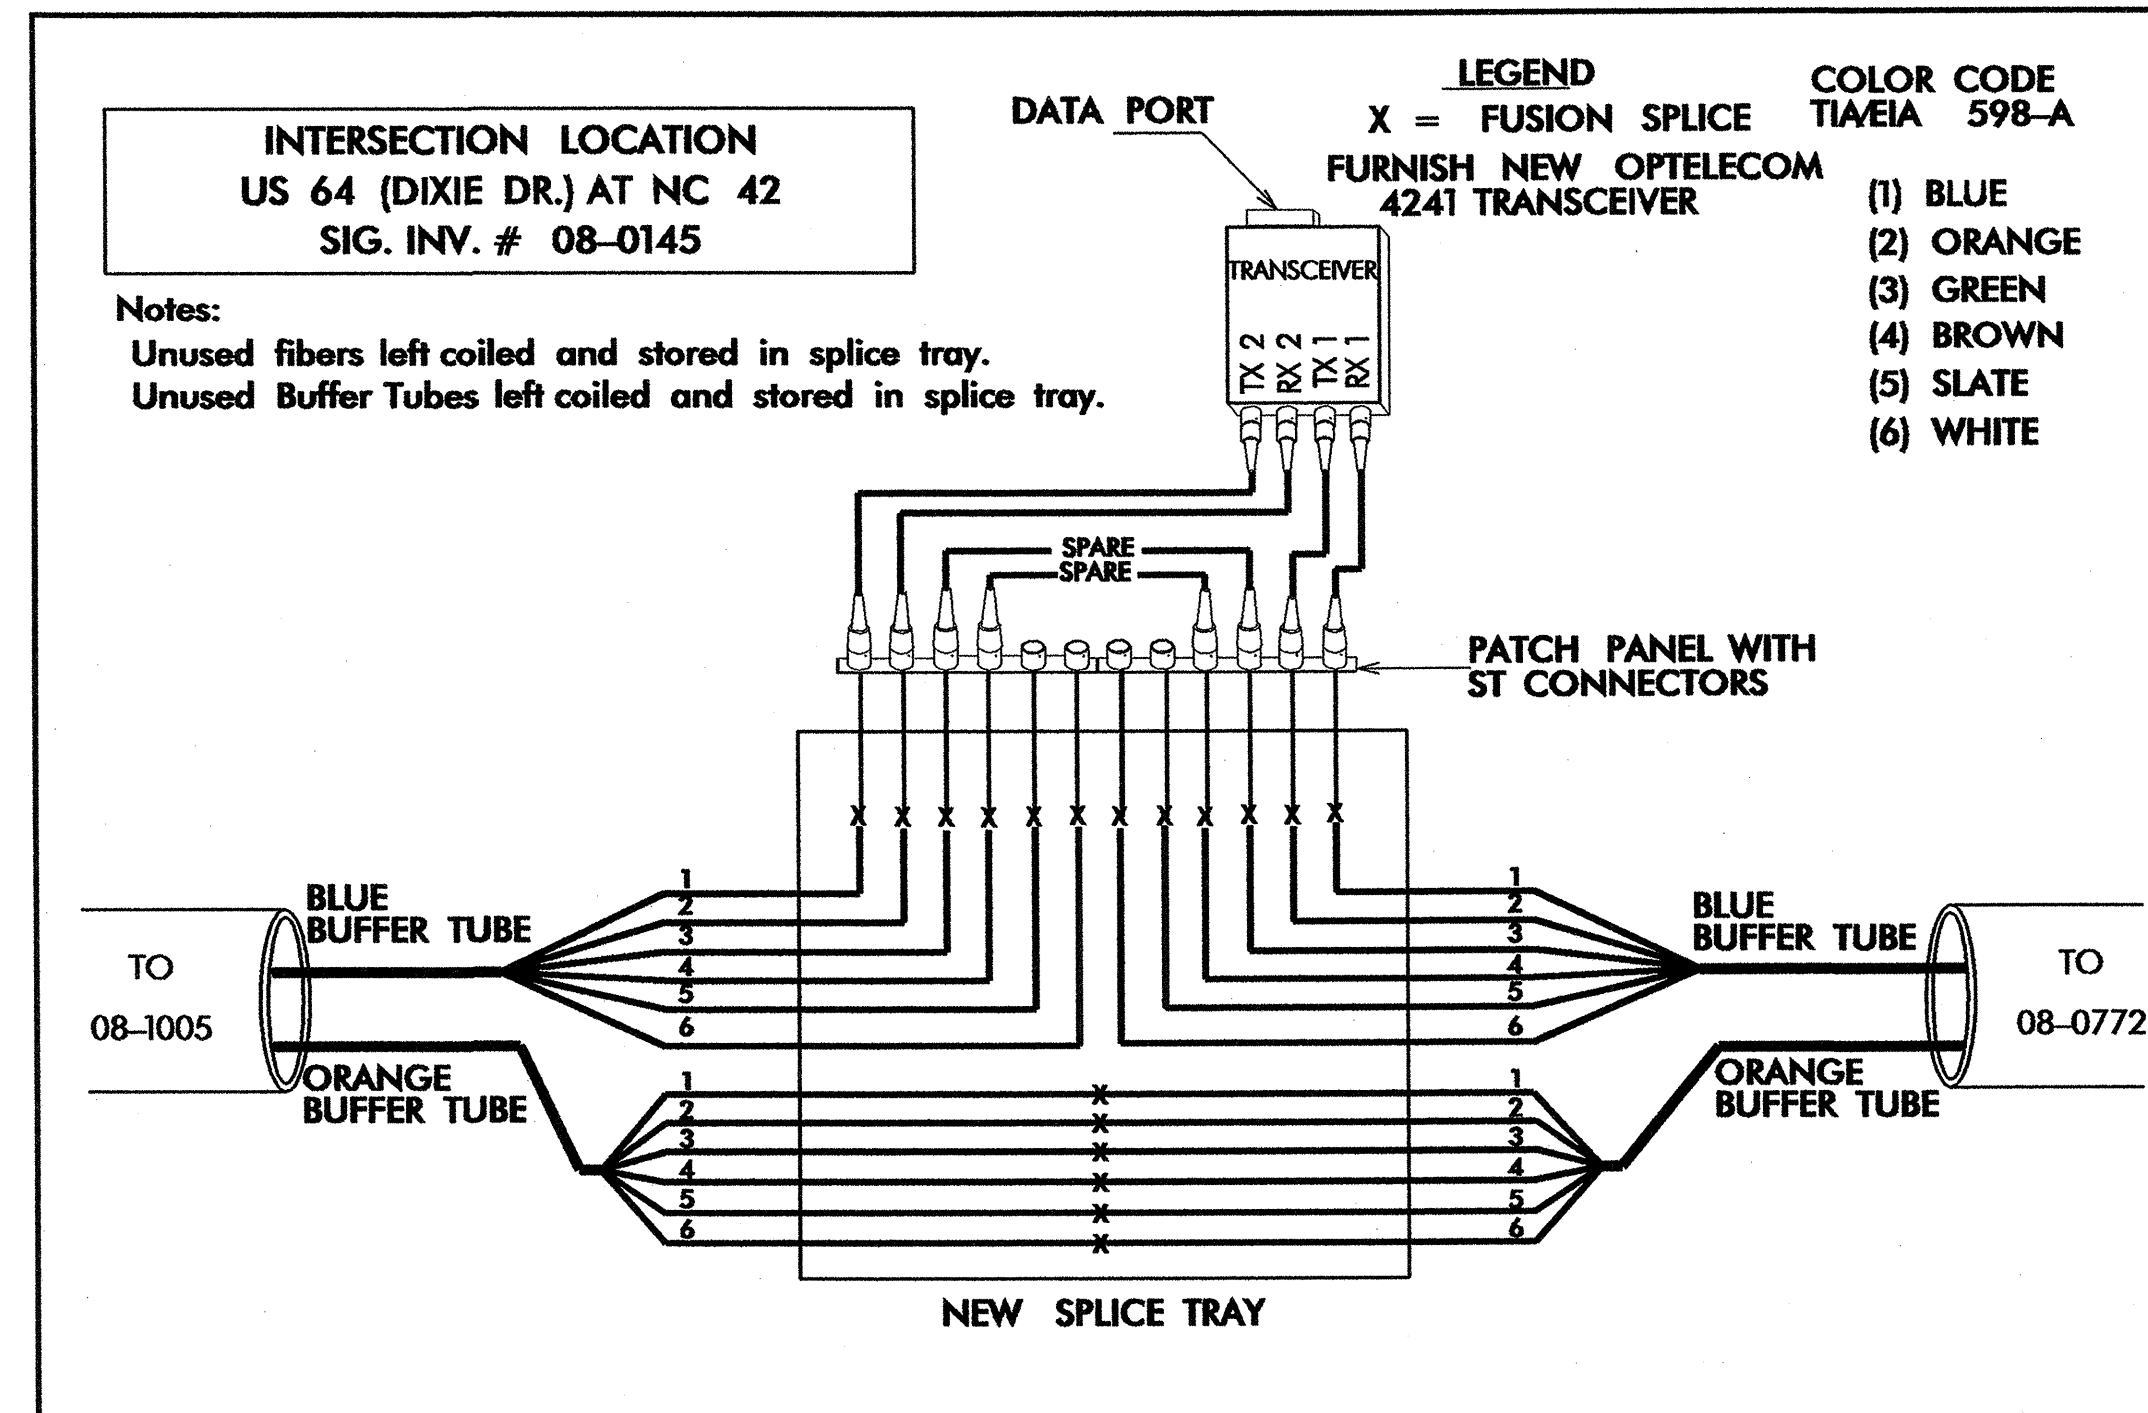 INTERSECTION LOCATION
US 64 (DIXIE DR.) AT NC 42
SIG. INV. # 08-0145
Notes:
Unused fibers left coiled and stored in splice tray.
Unused Buffer Tubes left coiled and stored in splice tray.
DATA PORT
LEGEND
X = FUSION SPLICE
FURNISH NEW OPTELECOM
4241 TRANSCEIVER
COLOR CODE
TIA/EIA 598-A
(1) BLUE
(2) ORANGE
(3) GREEN
(4) BROWN
(5) SLATE
(6) WHITE
TRANSCEIVER
TX 2
RX 2
TX 1
RX 1
SPARE
SPARE
PATCH PANEL WITH
ST CONNECTORS
X X X X X X X X X X X X
BLUE
BUFFER TUBE
TO
08-1005
ORANGE
BUFFER TUBE
1
2
3
4
5
6
1
2
3
4
5
6
X
X
X
X
X
X
1
2
3
4
5
6
1
2
3
4
5
6
BLUE
BUFFER TUBE
TO
08-0772
ORANGE
BUFFER TUBE
NEW SPLICE TRAY